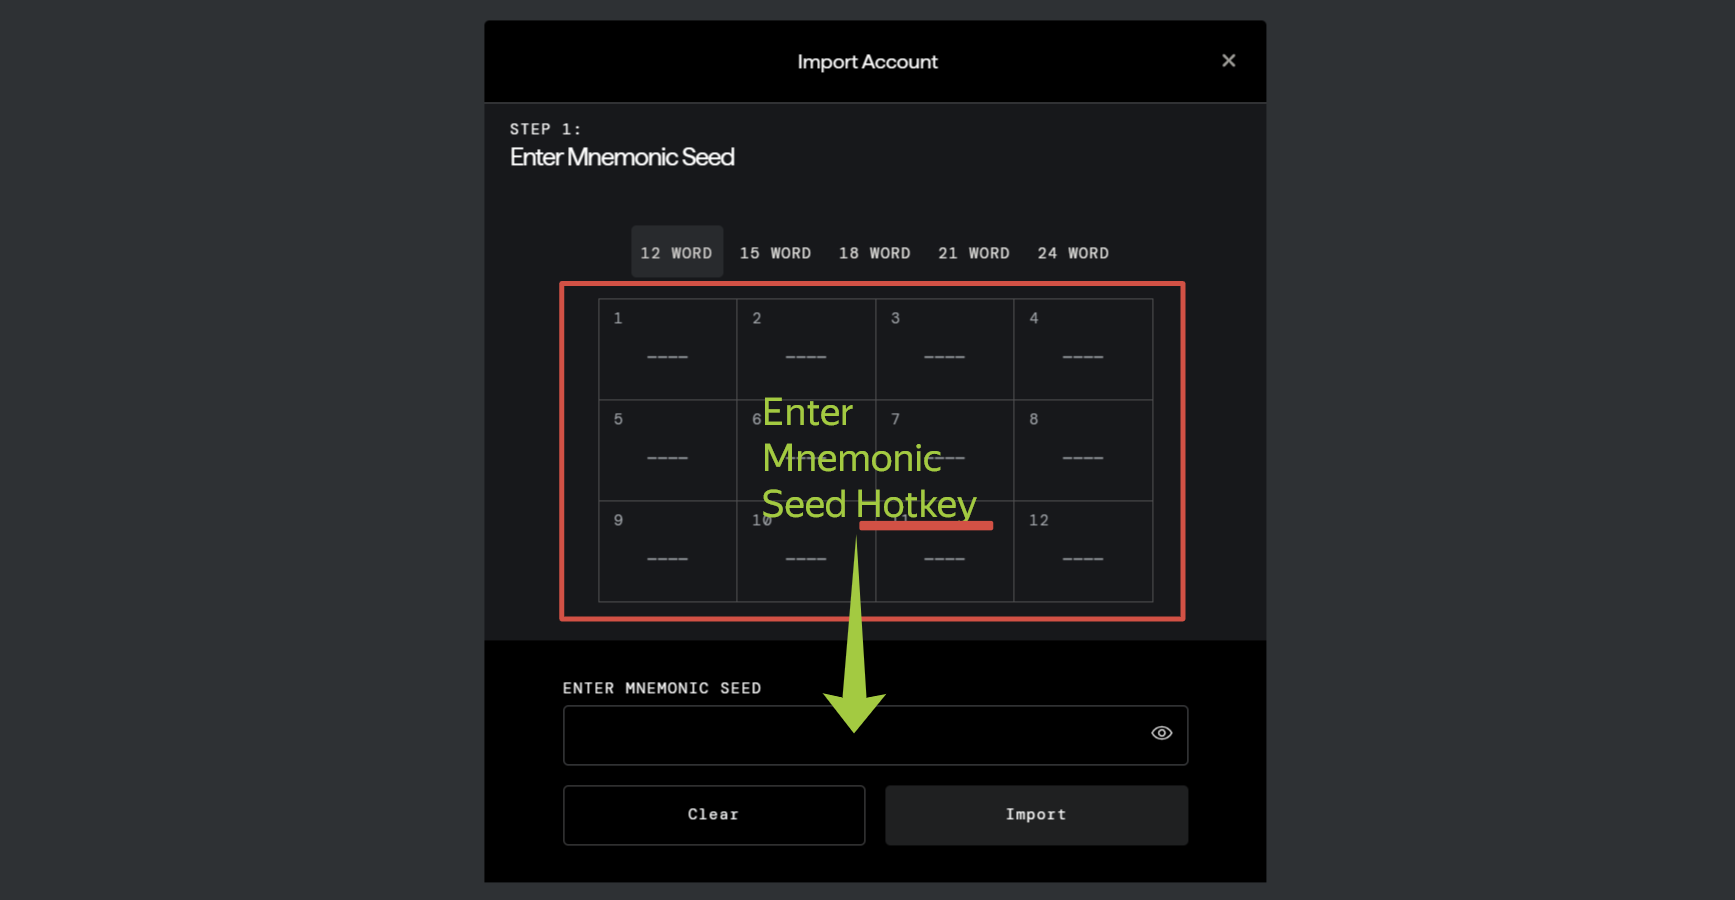 Import Account
STEP 1:
Enter Mnemonic Seed
12 WORD 15 WORD 18 WORD 21 WORD 24 WORD
1 2 3 4
---- ---- ---- ----
5 6 7 8
---- ---- ---- ----
9 10 11 12
---- ---- ---- ----
Enter
Mnemonic
Seed Hotkey
ENTER MNEMONIC SEED
Clear Import